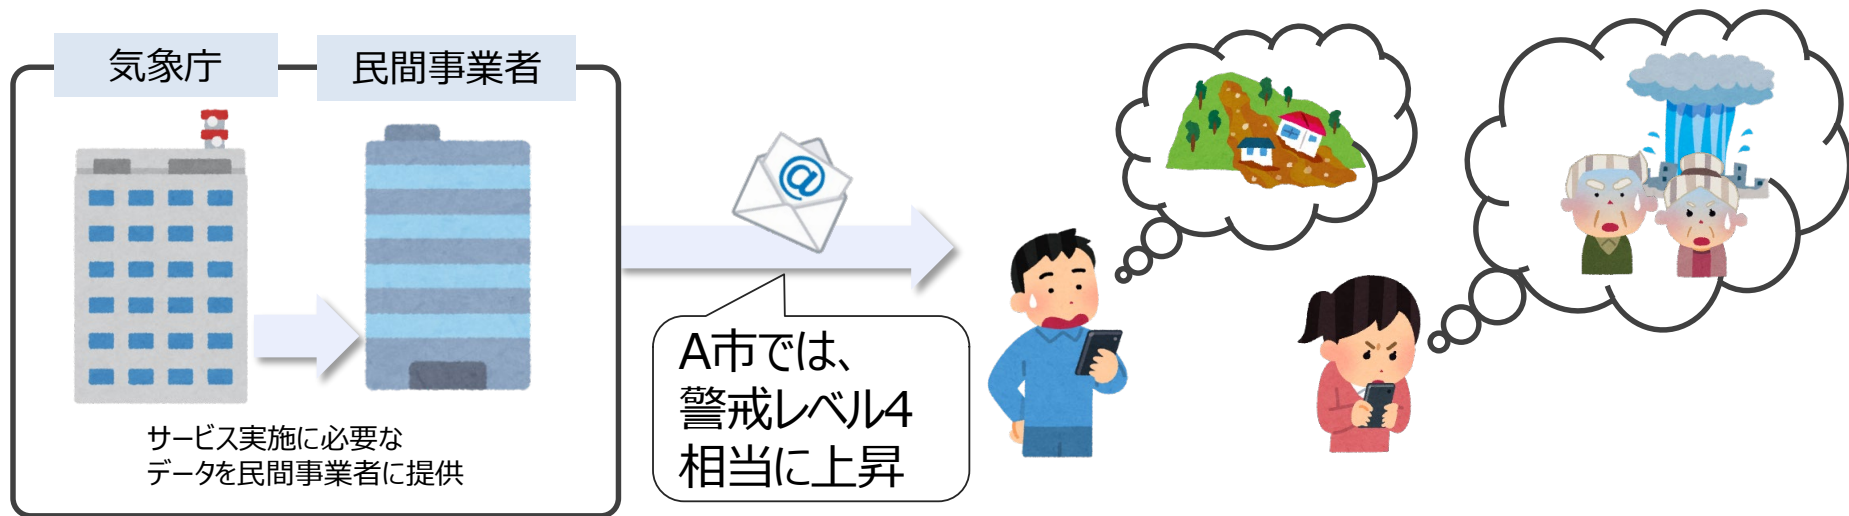 気象庁
民間事業者
サービス実施に必要な
データを民間事業者に提供
@
A市では、
警戒レベル4
相当に上昇